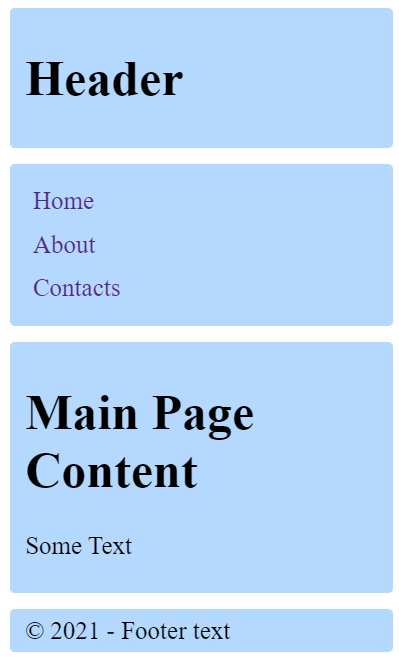 Header
Home
About
Contacts
Main Page
Content
Some Text
© 2021 - Footer text